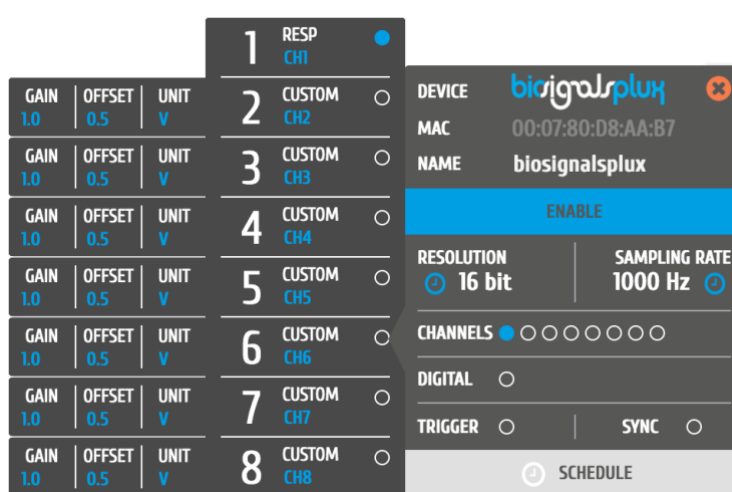 1 RESP
CH1
GAIN OFFSET UNIT 2 CUSTOM
1.0 0.5 V CH2
GAIN OFFSET UNIT 3 CUSTOM
1.0 0.5 V CH3
GAIN OFFSET UNIT 4 CUSTOM
1.0 0.5 V CH4
GAIN OFFSET UNIT 5 CUSTOM
1.0 0.5 V CH5
GAIN OFFSET UNIT 6 CUSTOM
1.0 0.5 V CH6
GAIN OFFSET UNIT 7 CUSTOM
1.0 0.5 V CH7
GAIN OFFSET UNIT 8 CUSTOM
1.0 0.5 V CH8
DEVICE biosignalsplux
MAC 00:07:80:D8:AA:B7
NAME biosignalsplux
ENABLE
RESOLUTION SAMPLING RATE
16 bit 1000 Hz
CHANNELS
DIGITAL
TRIGGER SYNC
SCHEDULE